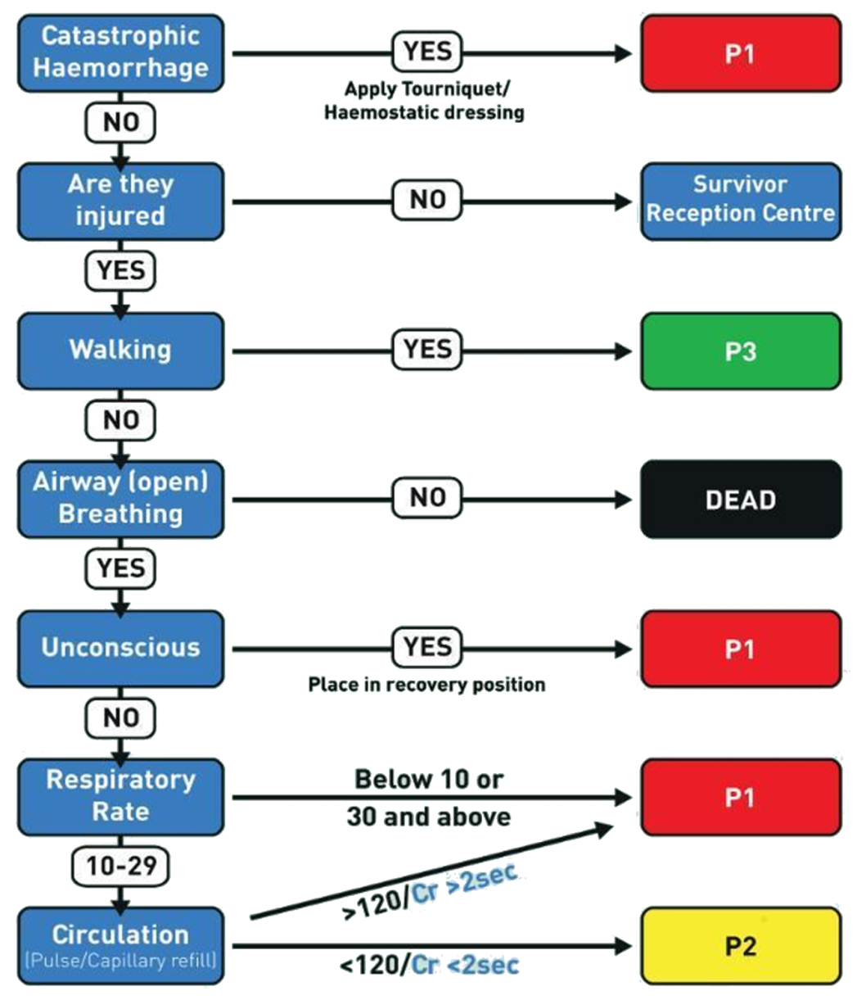 Catastrophic
Haemorrhage
YES
P1
Apply Tourniquet/
Haemostatic dressing
NO
Are they
injured
NO
Survivor
Reception Centre
YES
Walking
YES
P3
NO
Airway (open)
Breathing
NO
DEAD
YES
Unconscious
YES
P1
Place in recovery position
NO
Respiratory
Rate
Below 10 or
30 and above
P1
10-29
>120/Cr >2sec
Circulation
(Pulse/Capillary refill)
<120/Cr <2sec
P2